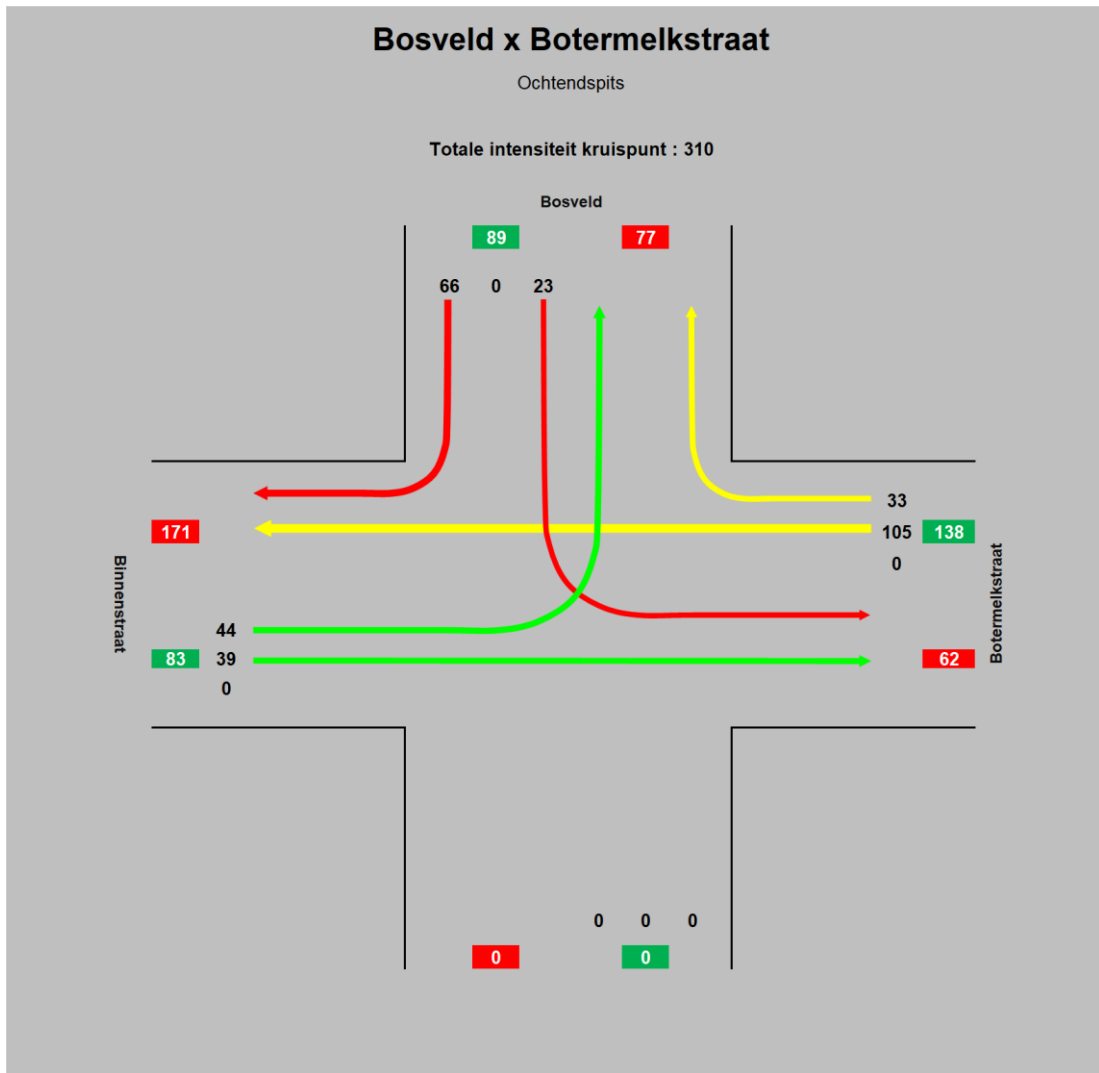 Bosveld x Botermelkstraat
Ochtendspits
Totale intensiteit kruispunt : 310
Bosveld
89 77
66 0 23
33
171 105 138
0
Binnenstraat
Botermelkstraat
44
83 39 62
0
0 0 0
0 0